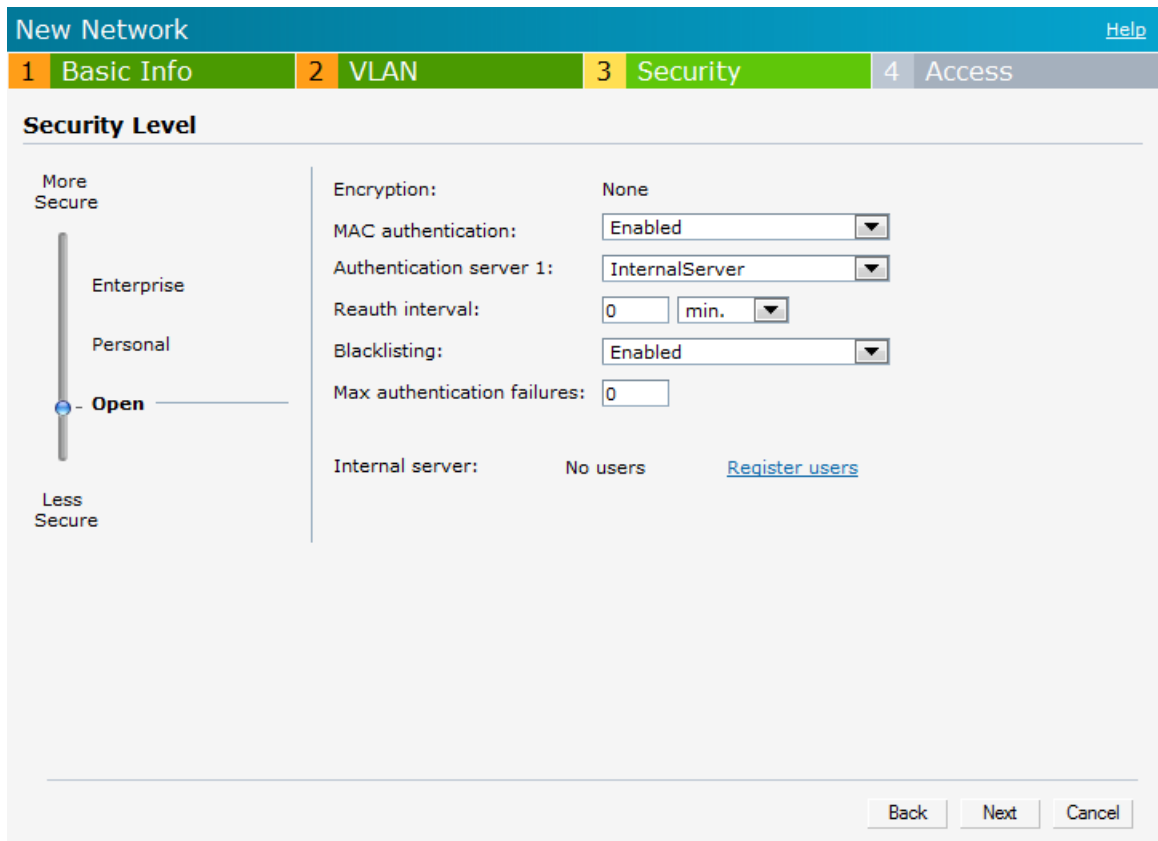 New Network Help
1 Basic Info 2 VLAN 3 Security 4 Access
Security Level
More
Secure
Enterprise
Personal
Open
Less
Secure
Encryption: None
MAC authentication: Enabled
Authentication server 1: InternalServer
Reauth interval: 0 min.
Blacklisting: Enabled
Max authentication failures: 0
Internal server: No users Register users
Back Next Cancel